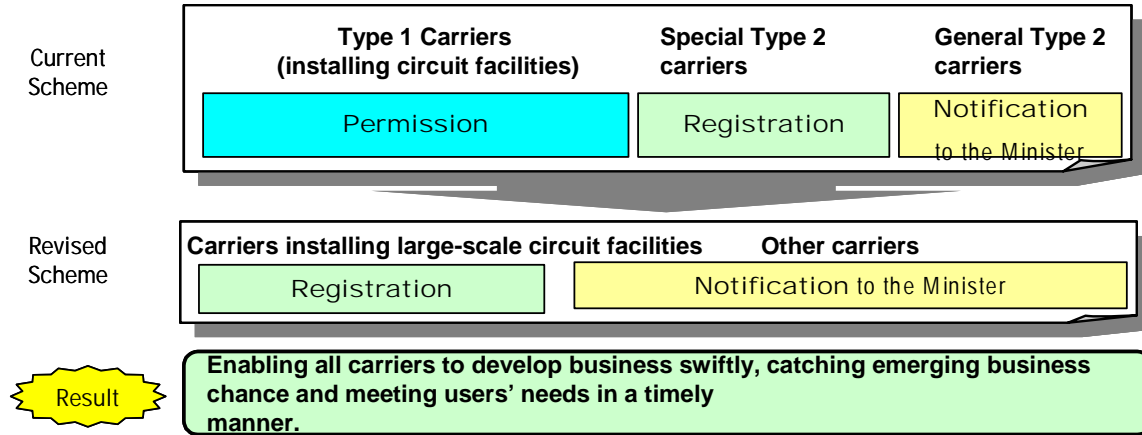 Current
Scheme
Type 1 Carriers
(installing circuit facilities)
Special Type 2
carriers
General Type 2
carriers
Permission
Registration
Notification
to the Minister
Revised
Scheme
Carriers installing large-scale circuit facilities
Other carriers
Registration
Notification to the Minister
Result
Enabling all carriers to develop business swiftly, catching emerging business
chance and meeting users’ needs in a timely
manner.